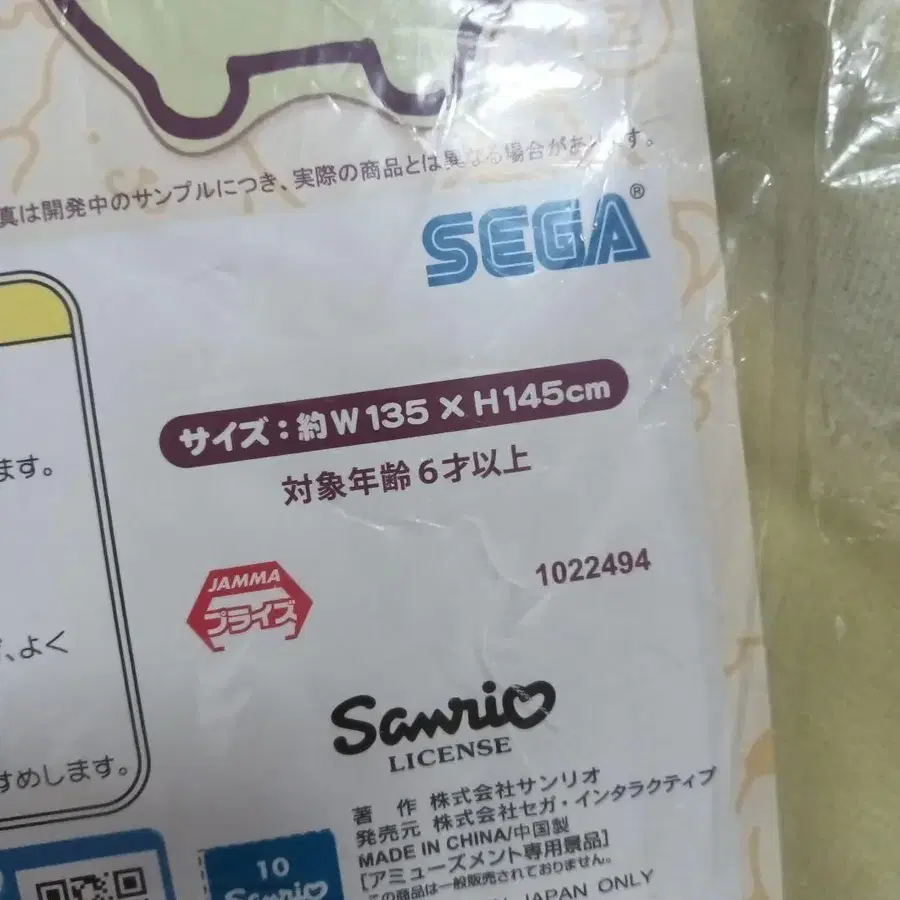 真は開発中のサンプルにつき、実際の商品とは異なる場合があります。
SEGA®
サイズ：約W135×H145cm
対象年齢6才以上
ます。
JAMMA
プライズ
1022494
、よく
すめします。
Sanrio
LICENSE
著 作 株式会社サンリオ
発売元 株式会社セガ・インタラクティブ
MADE IN CHINA/中国製
[アミューズメント専用景品]
この商品は一般販売されておりません。
JAPAN ONLY
10
Sanrio